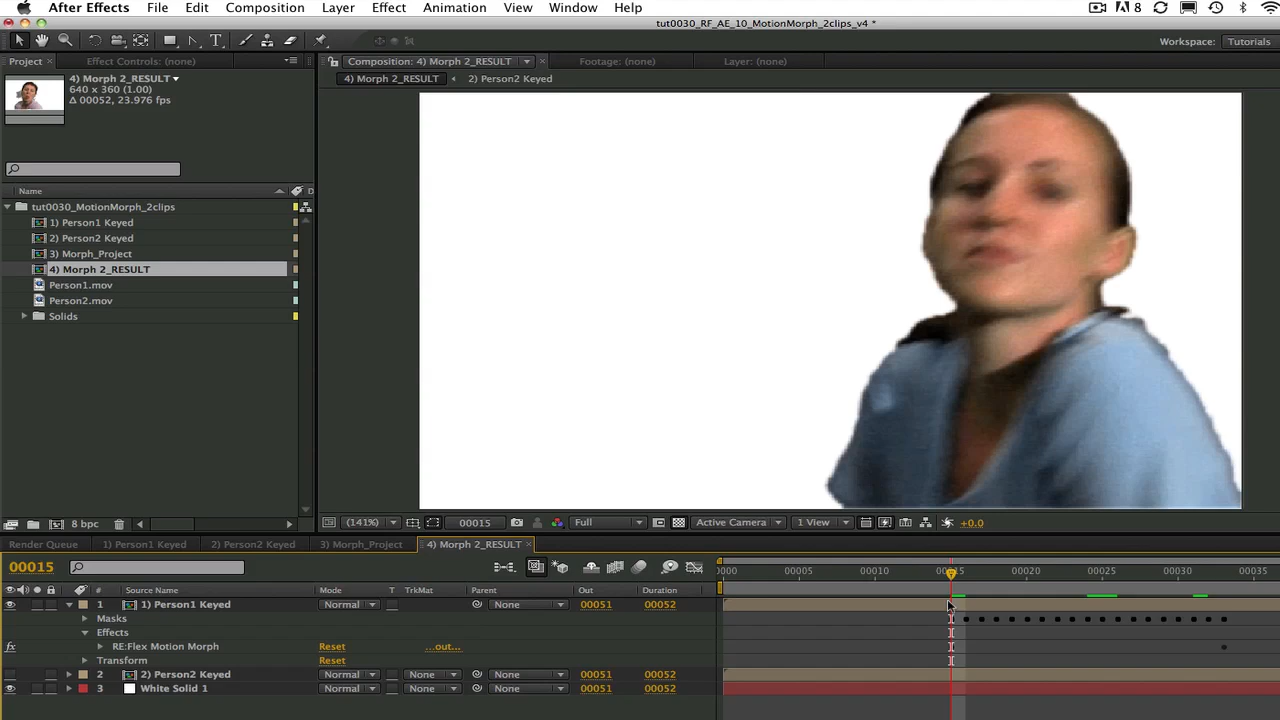 After Effects File Edit Composition Layer Effect Animation View Window Help 8
tut0030_RF_AE_10_MotionMorph_2clips_v4 *
Workspace: Tutorials
Project Effects Controls: (none) Composition: 4) Morph 2_RESULT Footage: (none) Layer: (none)
4) Morph 2_RESULT
640 x 360 (1.00)
Δ 00052, 23.976 fps
4) Morph 2_RESULT 2) Person2 Keyed
Name D
tut0030_MotionMorph_2clips
1) Person1 Keyed
2) Person2 Keyed
3) Morph_Project
4) Morph 2_RESULT
Person1.mov
Person2.mov
Solids
8 bpc (141%) 00015 Full Active Camera 1 View +0.0
Render Queue 1) Person1 Keyed 2) Person2 Keyed 3) Morph_Project 4) Morph 2_RESULT
00015 0000 00005 00010 00020 00025 00030 00035
# Source Name Mode T TrkMat Parent Out Duration
1 1) Person1 Keyed Normal None 00051 00052
Masks
Effects
fx RE:Flex Motion Morph Reset ...out...
Transform Reset
2 2) Person2 Keyed Normal None None 00051 00052
3 White Solid 1 Normal None None 00051 00052